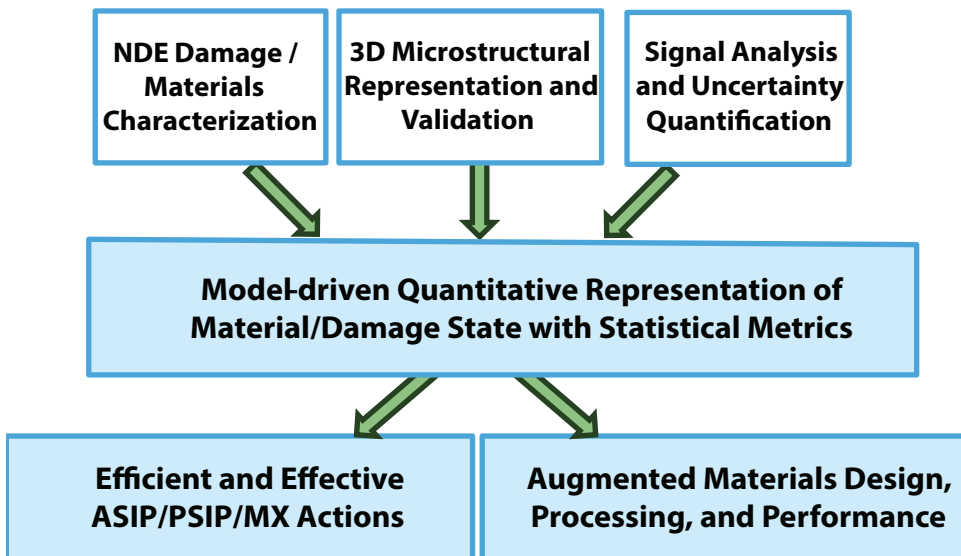 NDE Damage /
Materials
Characterization
3D Microstructural
Representation and
Validation
Signal Analysis
and Uncertainty
Quantification
Model-driven Quantitative Representation of
Material/Damage State with Statistical Metrics
Efficient and Effective
ASIP/PSIP/MX Actions
Augmented Materials Design,
Processing, and Performance